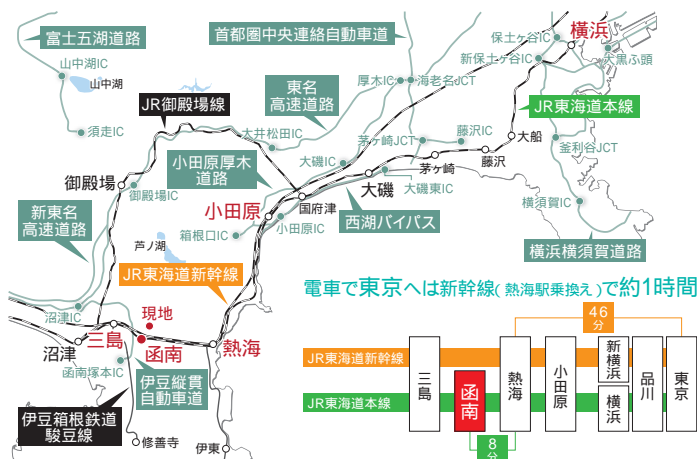 富士五湖道路
首都圏中央連絡自動車道
保土ヶ谷IC
横浜
新保土ヶ谷IC
大黒ふ頭
山中湖IC
山中湖
東名
高速道路
厚木IC
海老名JCT
JR御殿場線
JR東海道本線
須走IC
大井松田IC
茅ヶ崎JCT
藤沢IC
大船
釜利谷JCT
小田原厚木
道路
大磯IC
茅ヶ崎
藤沢
御殿場
御殿場IC
大磯
大磯東IC
新東名
高速道路
小田原
国府津
横須賀IC
箱根口IC
小田原IC
西湖バイパス
芦ノ湖
横浜横須賀道路
JR東海道新幹線
電車で東京へは新幹線(熱海駅乗換え)で約1時間
沼津IC
現地
三島
沼津
函南
熱海
函南塚本IC
伊豆縦貫
自動車道
伊豆箱根鉄道
駿豆線
修善寺
伊東
46
分
JR東海道新幹線
JR東海道本線
三島
函南
熱海
小田原
新横浜
横浜
品川
東京
8
分